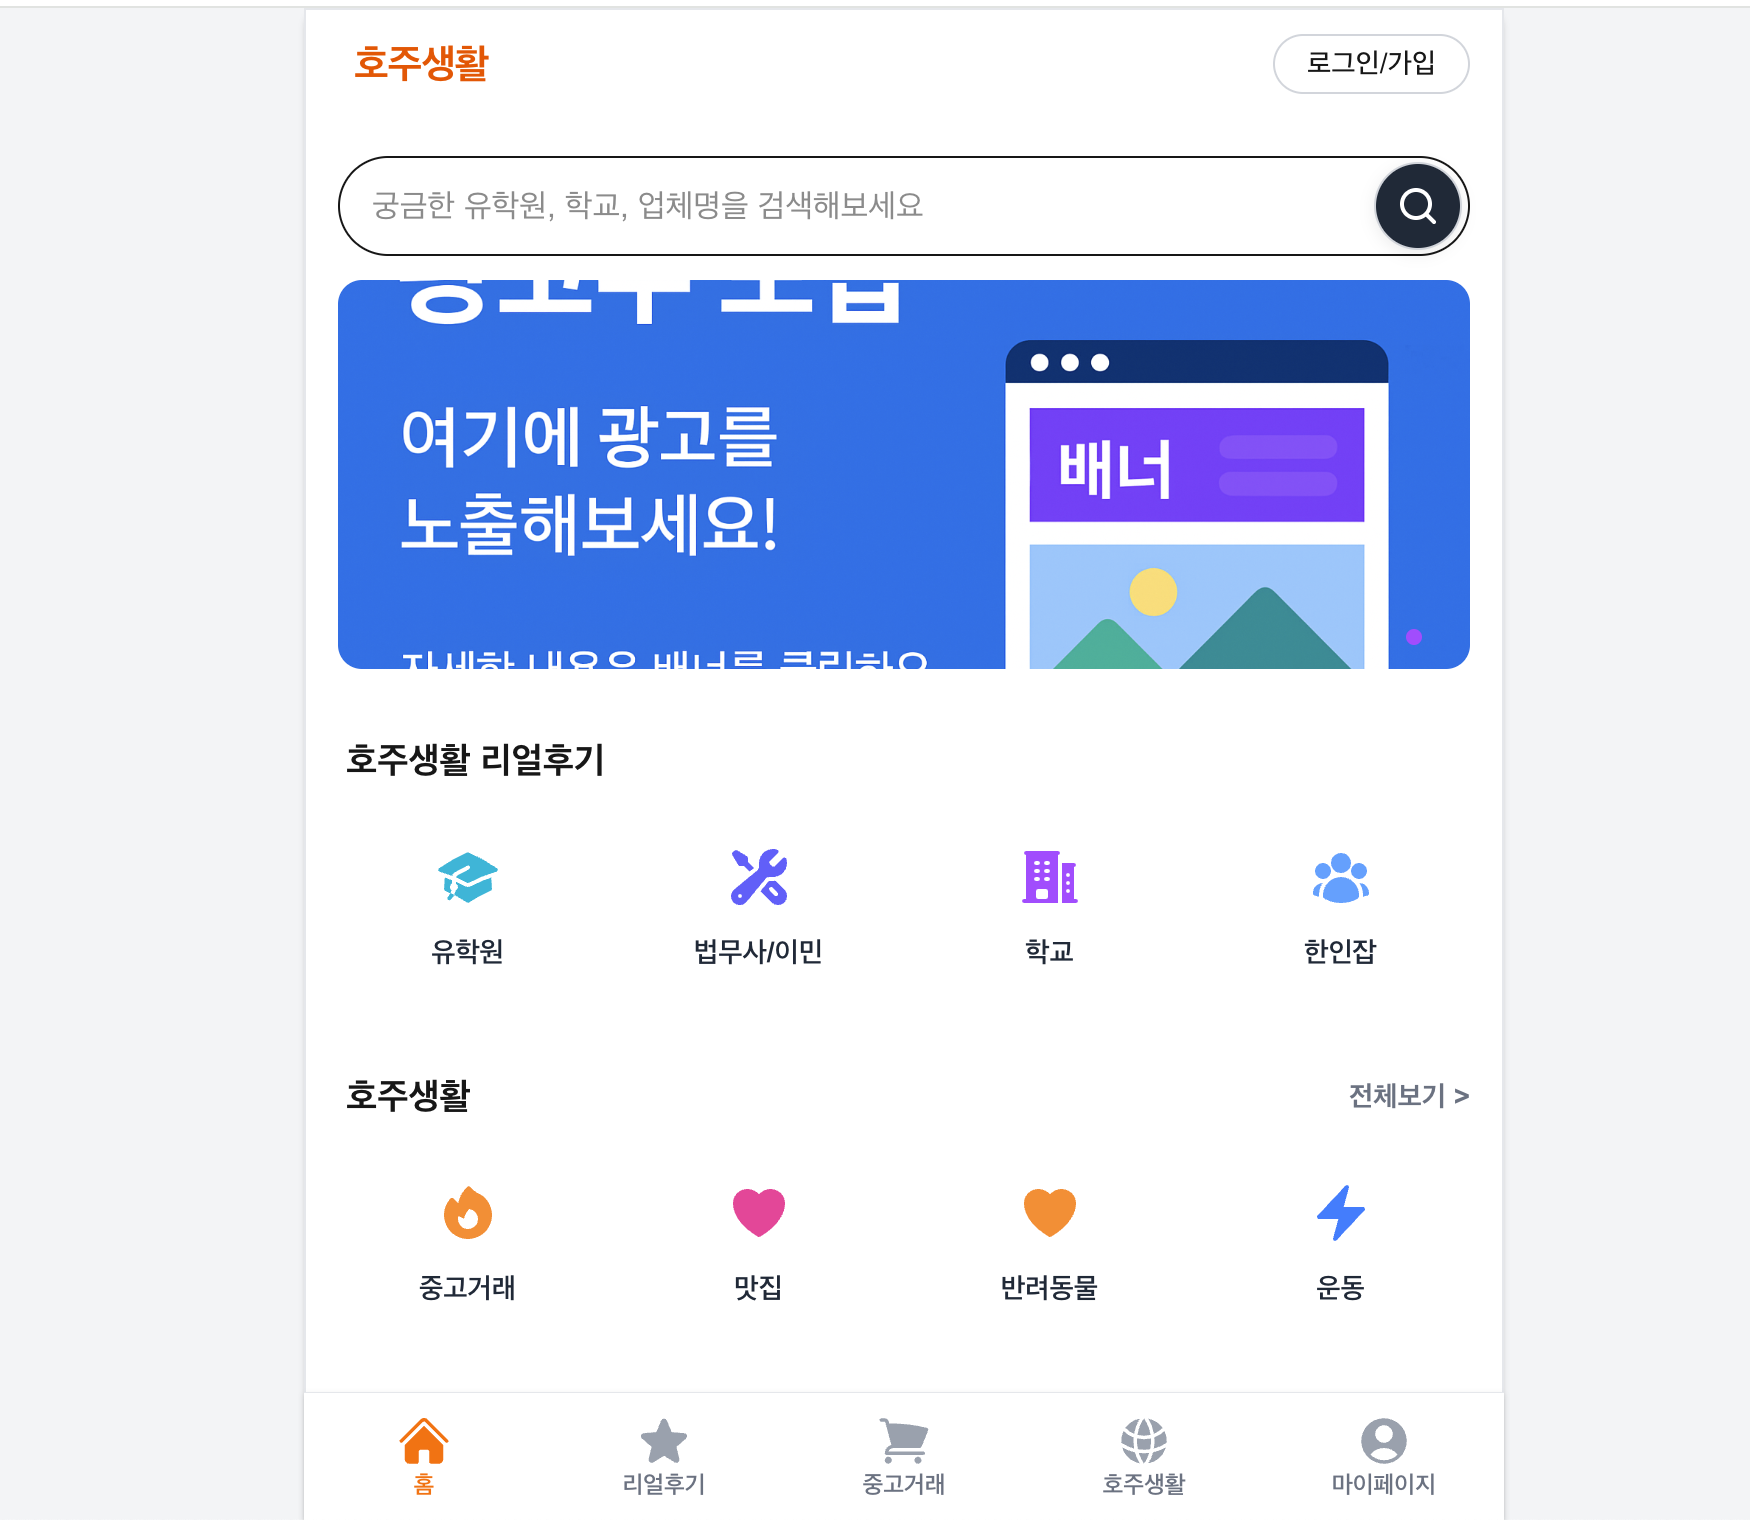 호주생활
로그인/가입
궁금한 유학원, 학교, 업체명을 검색해보세요
광고주 모집
여기에 광고를
노출해보세요!
배너
호주생활 리얼후기
유학원
법무사/이민
학교
한인잡
호주생활
전체보기 >
중고거래
맛집
반려동물
운동
홈
리얼후기
중고거래
호주생활
마이페이지